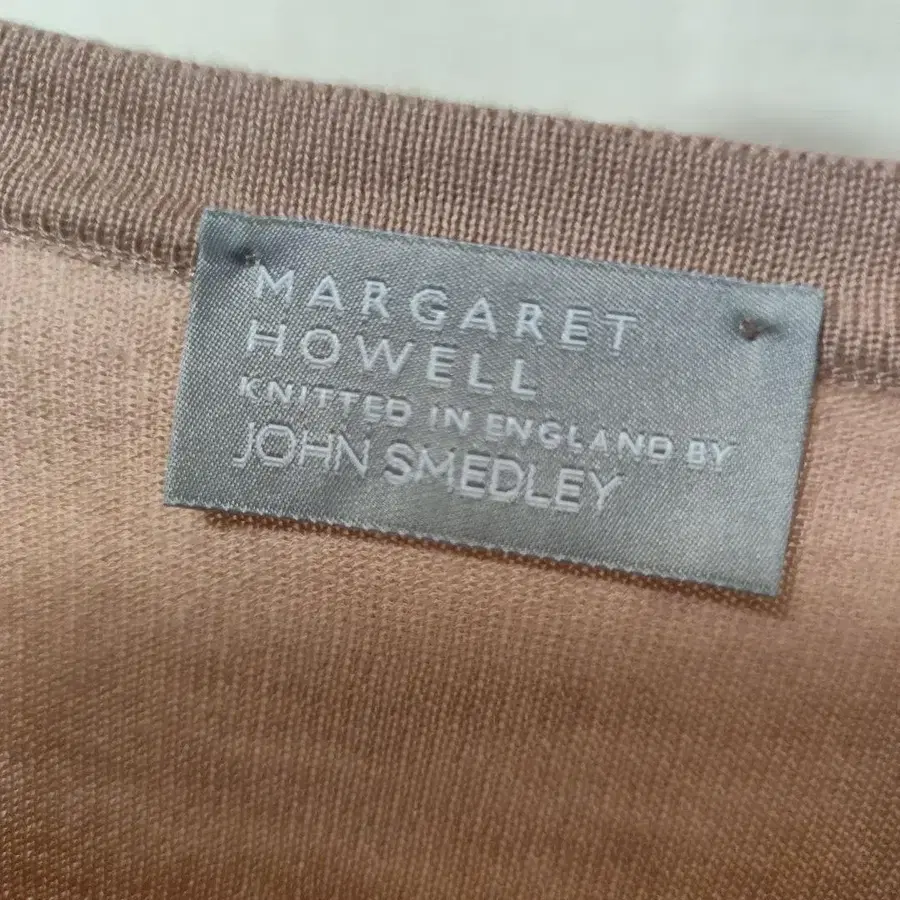 MARGARET
HOWELL
KNITTED IN ENGLAND BY
JOHN SMEDLEY